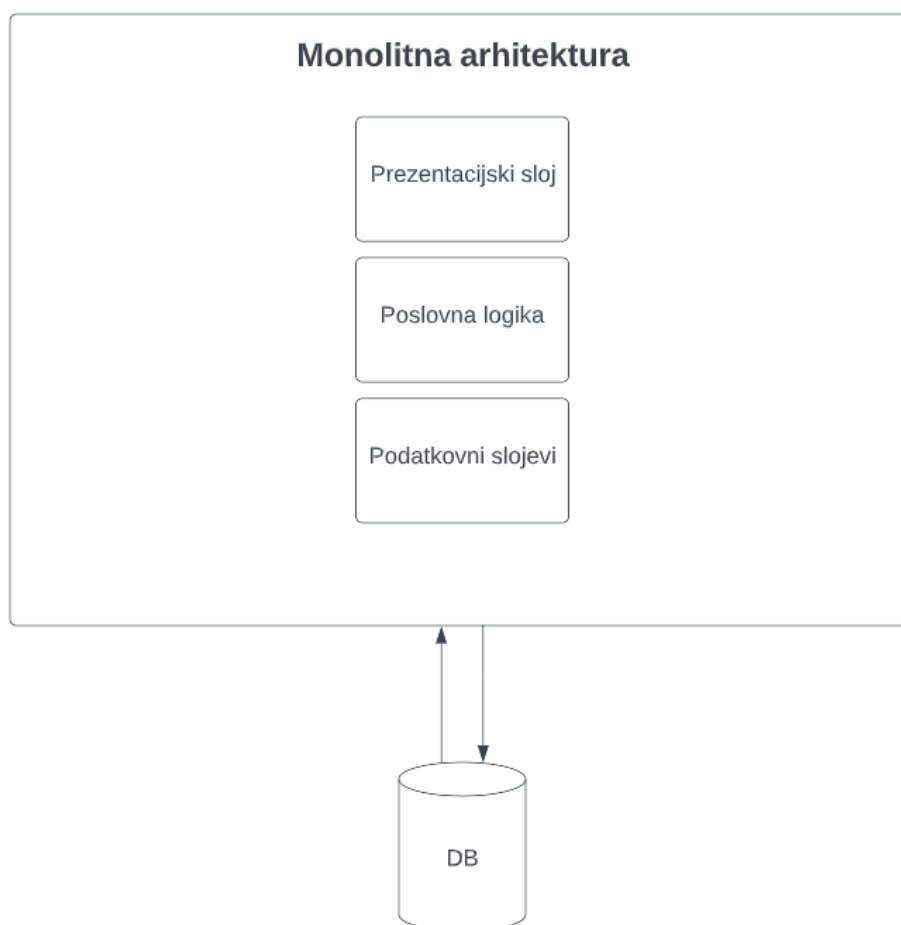 Monolitna arhitektura
Prezentacijski sloj
Poslovna logika
Podatkovni slojevi
DB